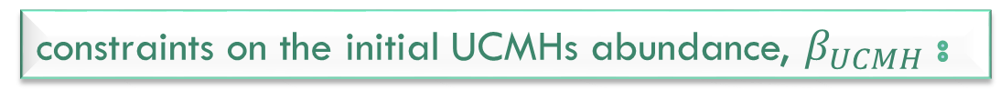 constraints on the initial UCMHs abundance, β_UCMH :